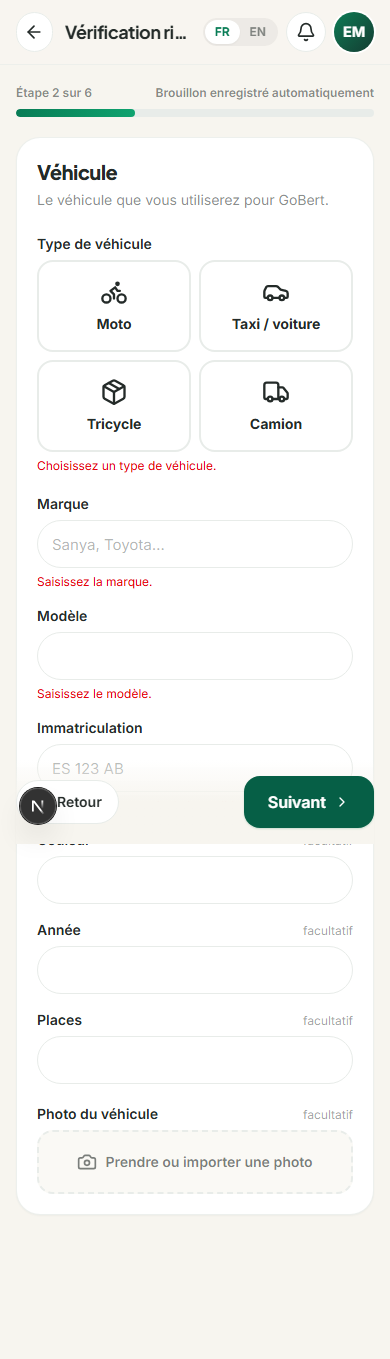 Vérification ri...
FR
EN
EM
Étape 2 sur 6
Brouillon enregistré automatiquement
Véhicule
Le véhicule que vous utiliserez pour GoBert.
Type de véhicule
Moto
Taxi / voiture
Tricycle
Camion
Choisissez un type de véhicule.
Marque
Sanya, Toyota...
Saisissez la marque.
Modèle
Saisissez le modèle.
Immatriculation
ES 123 AB
N
Retour
Suivant
Année
facultatif
Places
facultatif
Photo du véhicule
facultatif
Prendre ou importer une photo